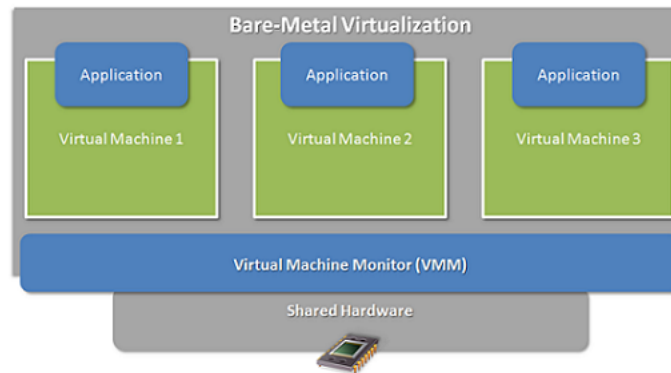 Bare-Metal Virtualization
Application
Application
Application
Virtual Machine 1
Virtual Machine 2
Virtual Machine 3
Virtual Machine Monitor (VMM)
Shared Hardware